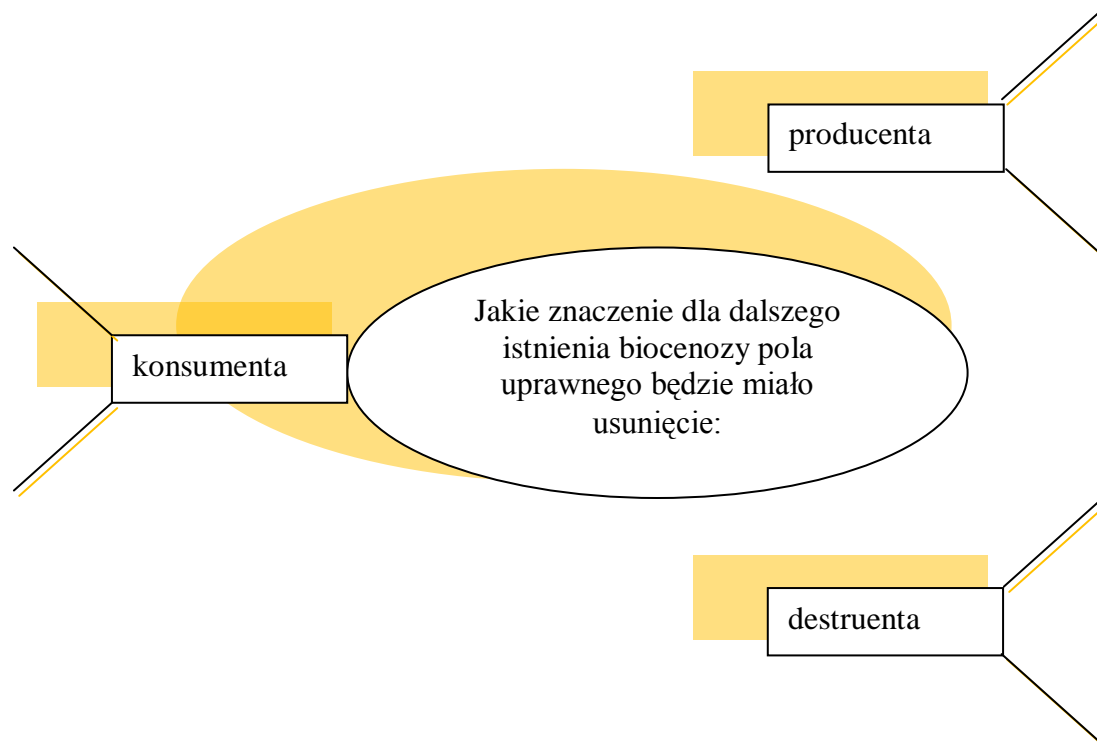 producenta
Jakie znaczenie dla dalszego
istnienia biocenozy pola
uprawnego będzie miało
usunięcie:
konsumenta
destruenta